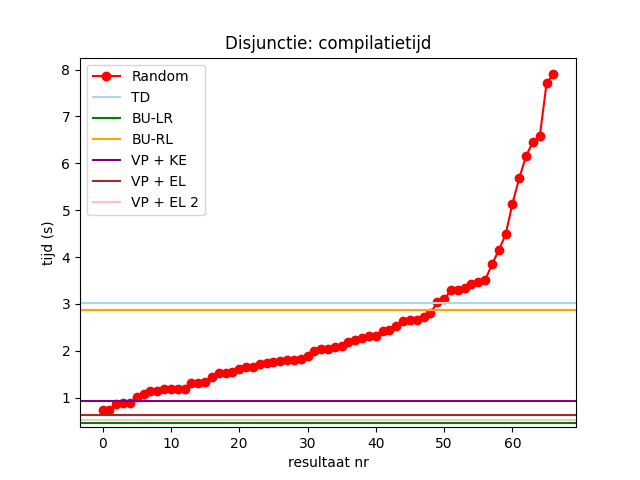 Disjunctie: compilatietijd
Random
TD
BU-LR
BU-RL
VP + KE
VP + EL
VP + EL 2
tijd (s)
8
7
6
5
4
3
2
1
0 10 20 30 40 50 60
resultaat nr